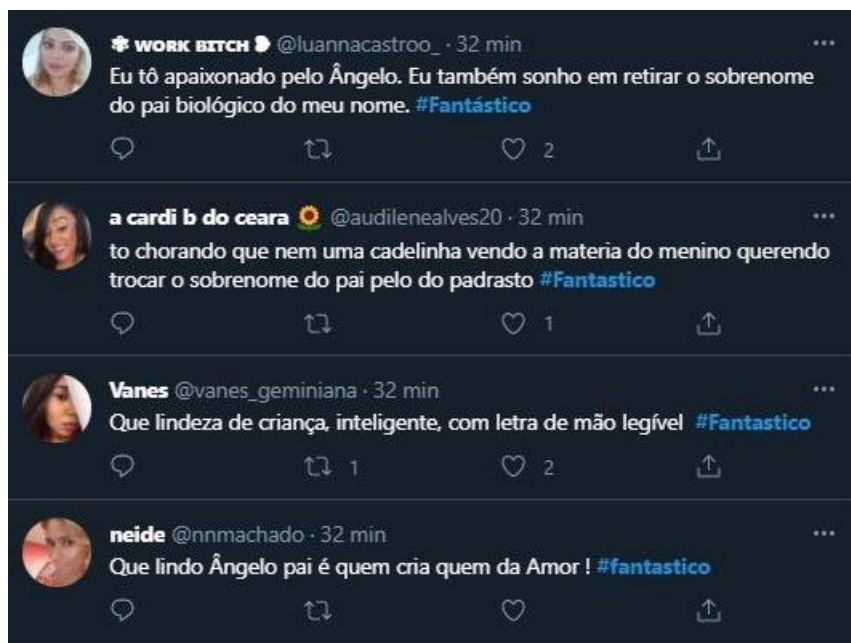 ✽ WORK BITCH ❥ @luannacastroo_ · 32 min
Eu tô apaixonado pelo Ângelo. Eu também sonho em retirar o sobrenome
do pai biológico do meu nome. #Fantástico
2
a cardi b do ceara 🌻 @audilenealves20 · 32 min
to chorando que nem uma cadelinha vendo a materia do menino querendo
trocar o sobrenome do pai pelo do padrasto #Fantastico
1
Vanes @vanes_geminiana · 32 min
Que lindeza de criança, inteligente, com letra de mão legível #Fantastico
1 2
neide @nnmachado · 32 min
Que lindo Ângelo pai é quem cria quem da Amor ! #fantastico